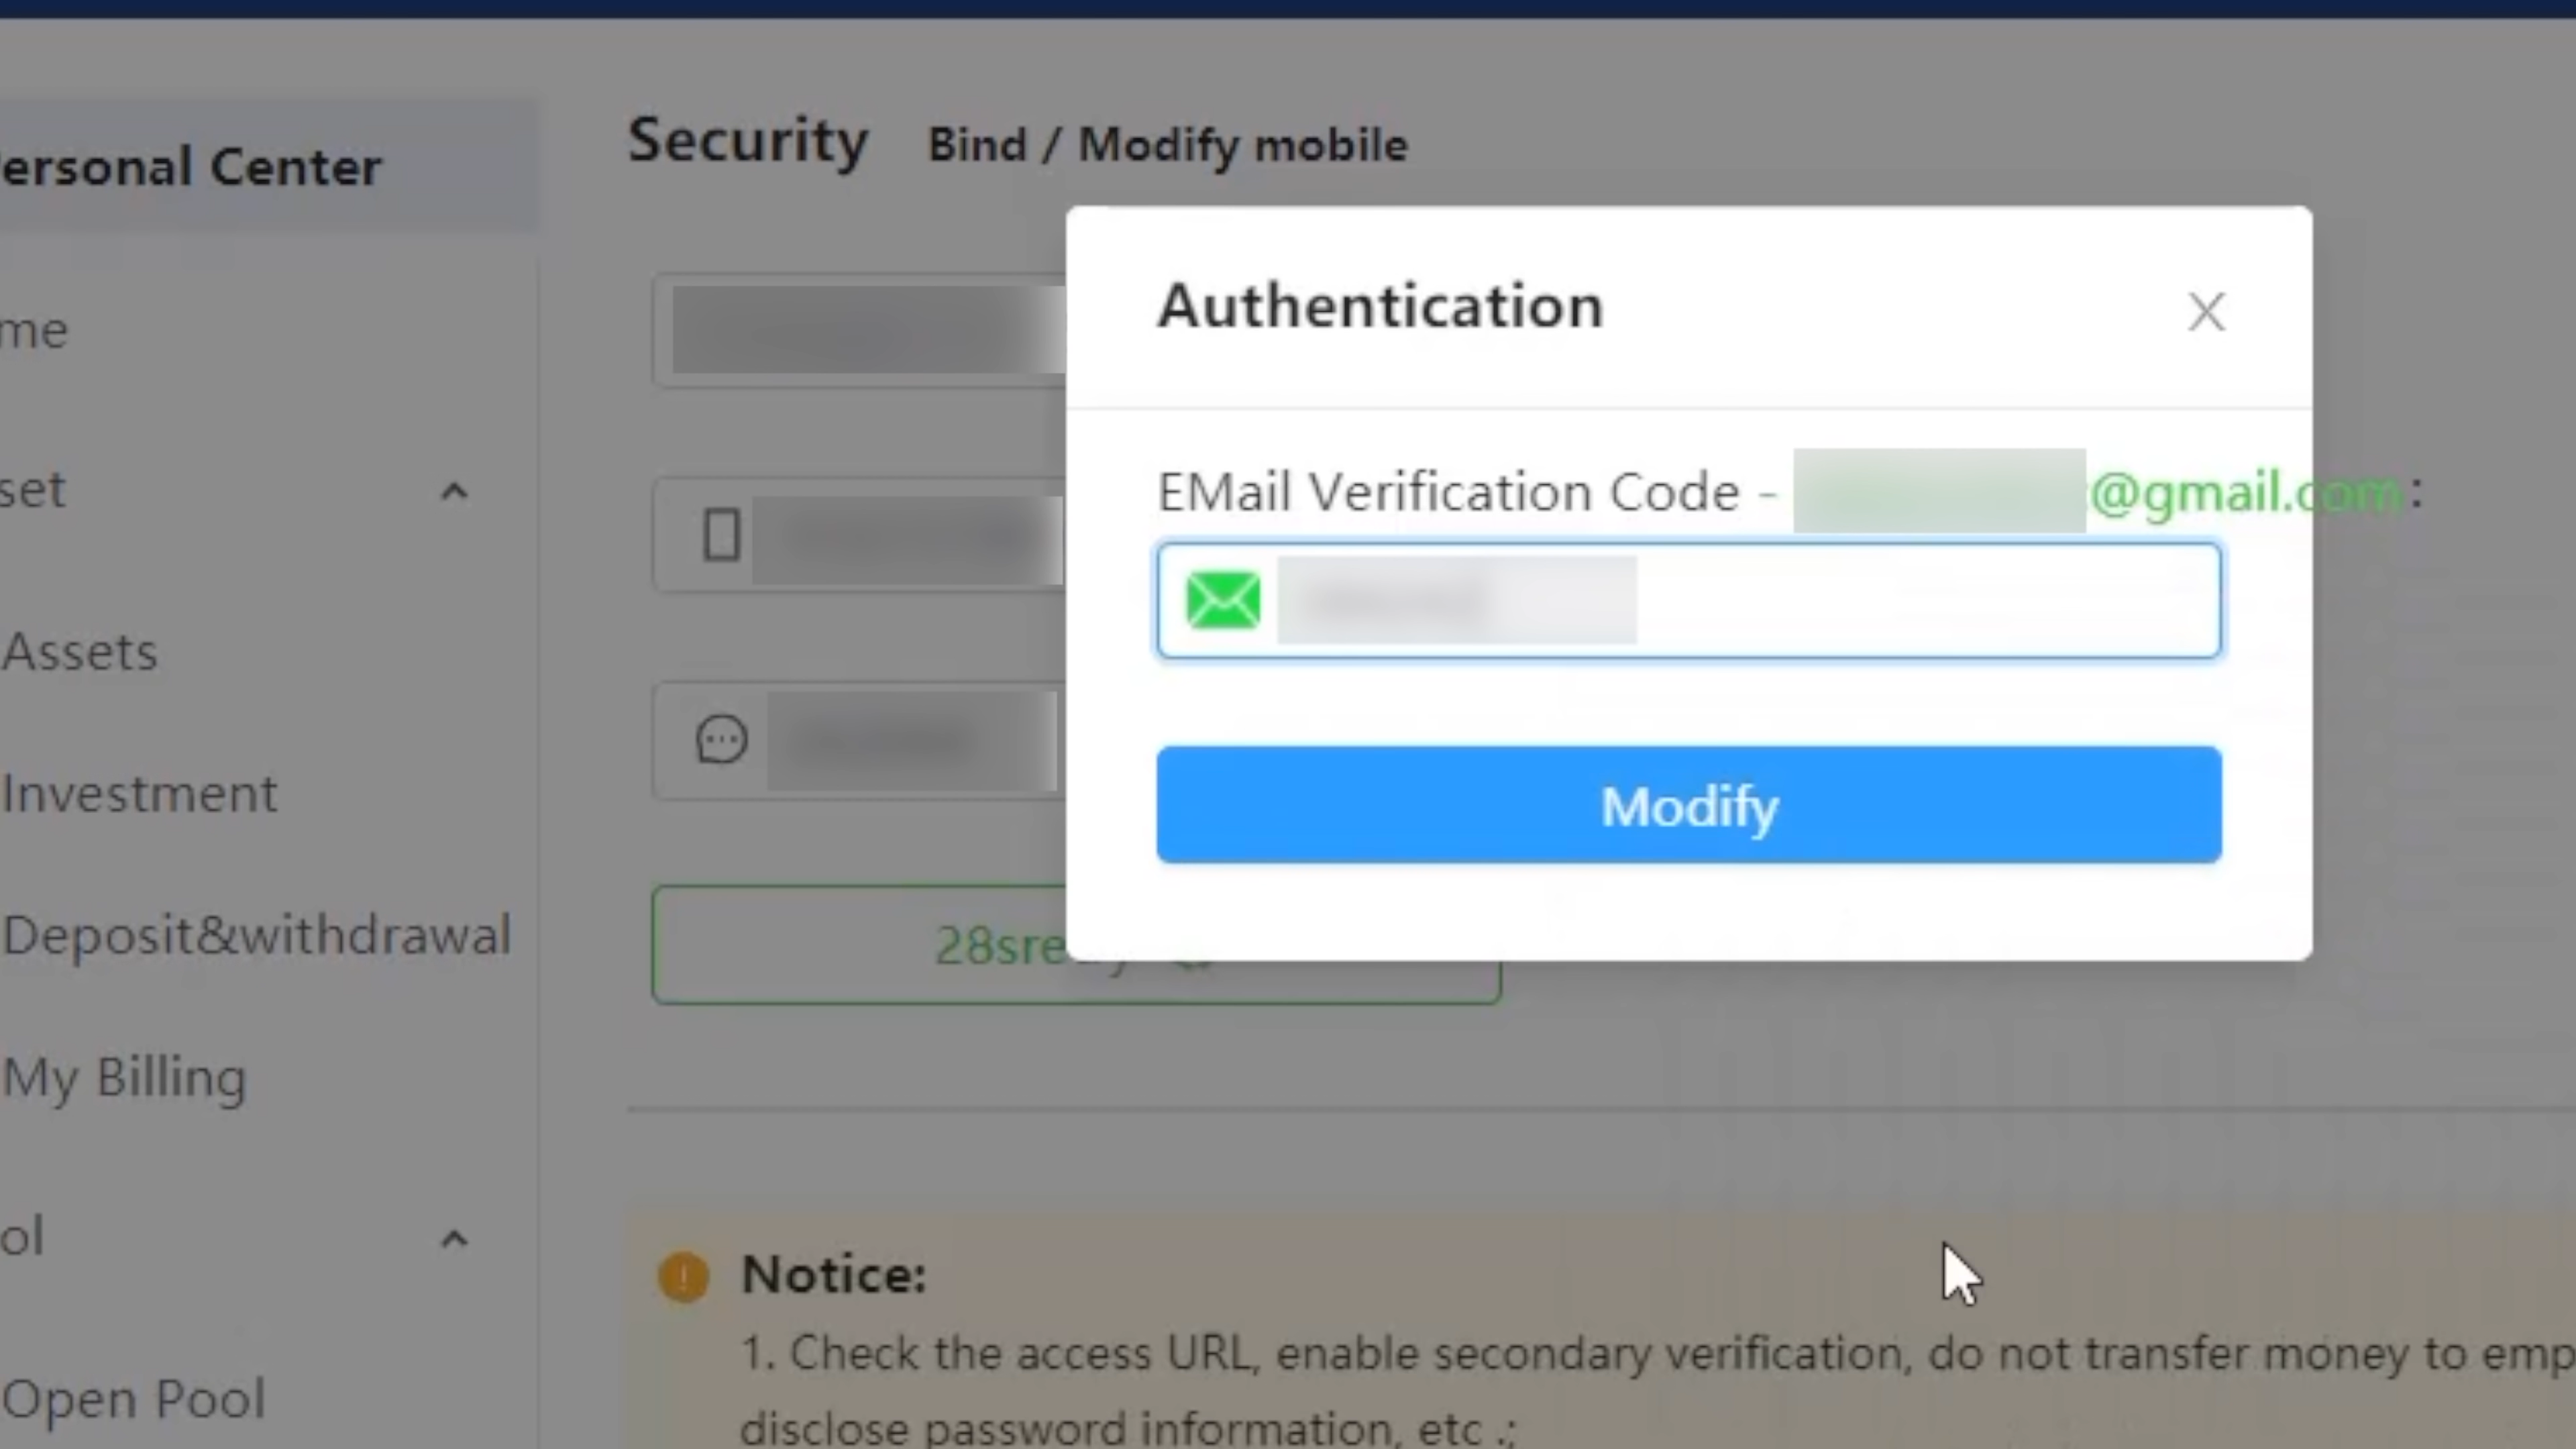 Security Bind / Modify mobile
ersonal Center
Authentication
me
EMail Verification Code - @gmail.com:
set
Assets
Investment
Modify
Deposit&withdrawal
28sre
My Billing
ol
Notice:
1. Check the access URL, enable secondary verification, do not transfer money to emp
Open Pool
disclose password information, etc .;